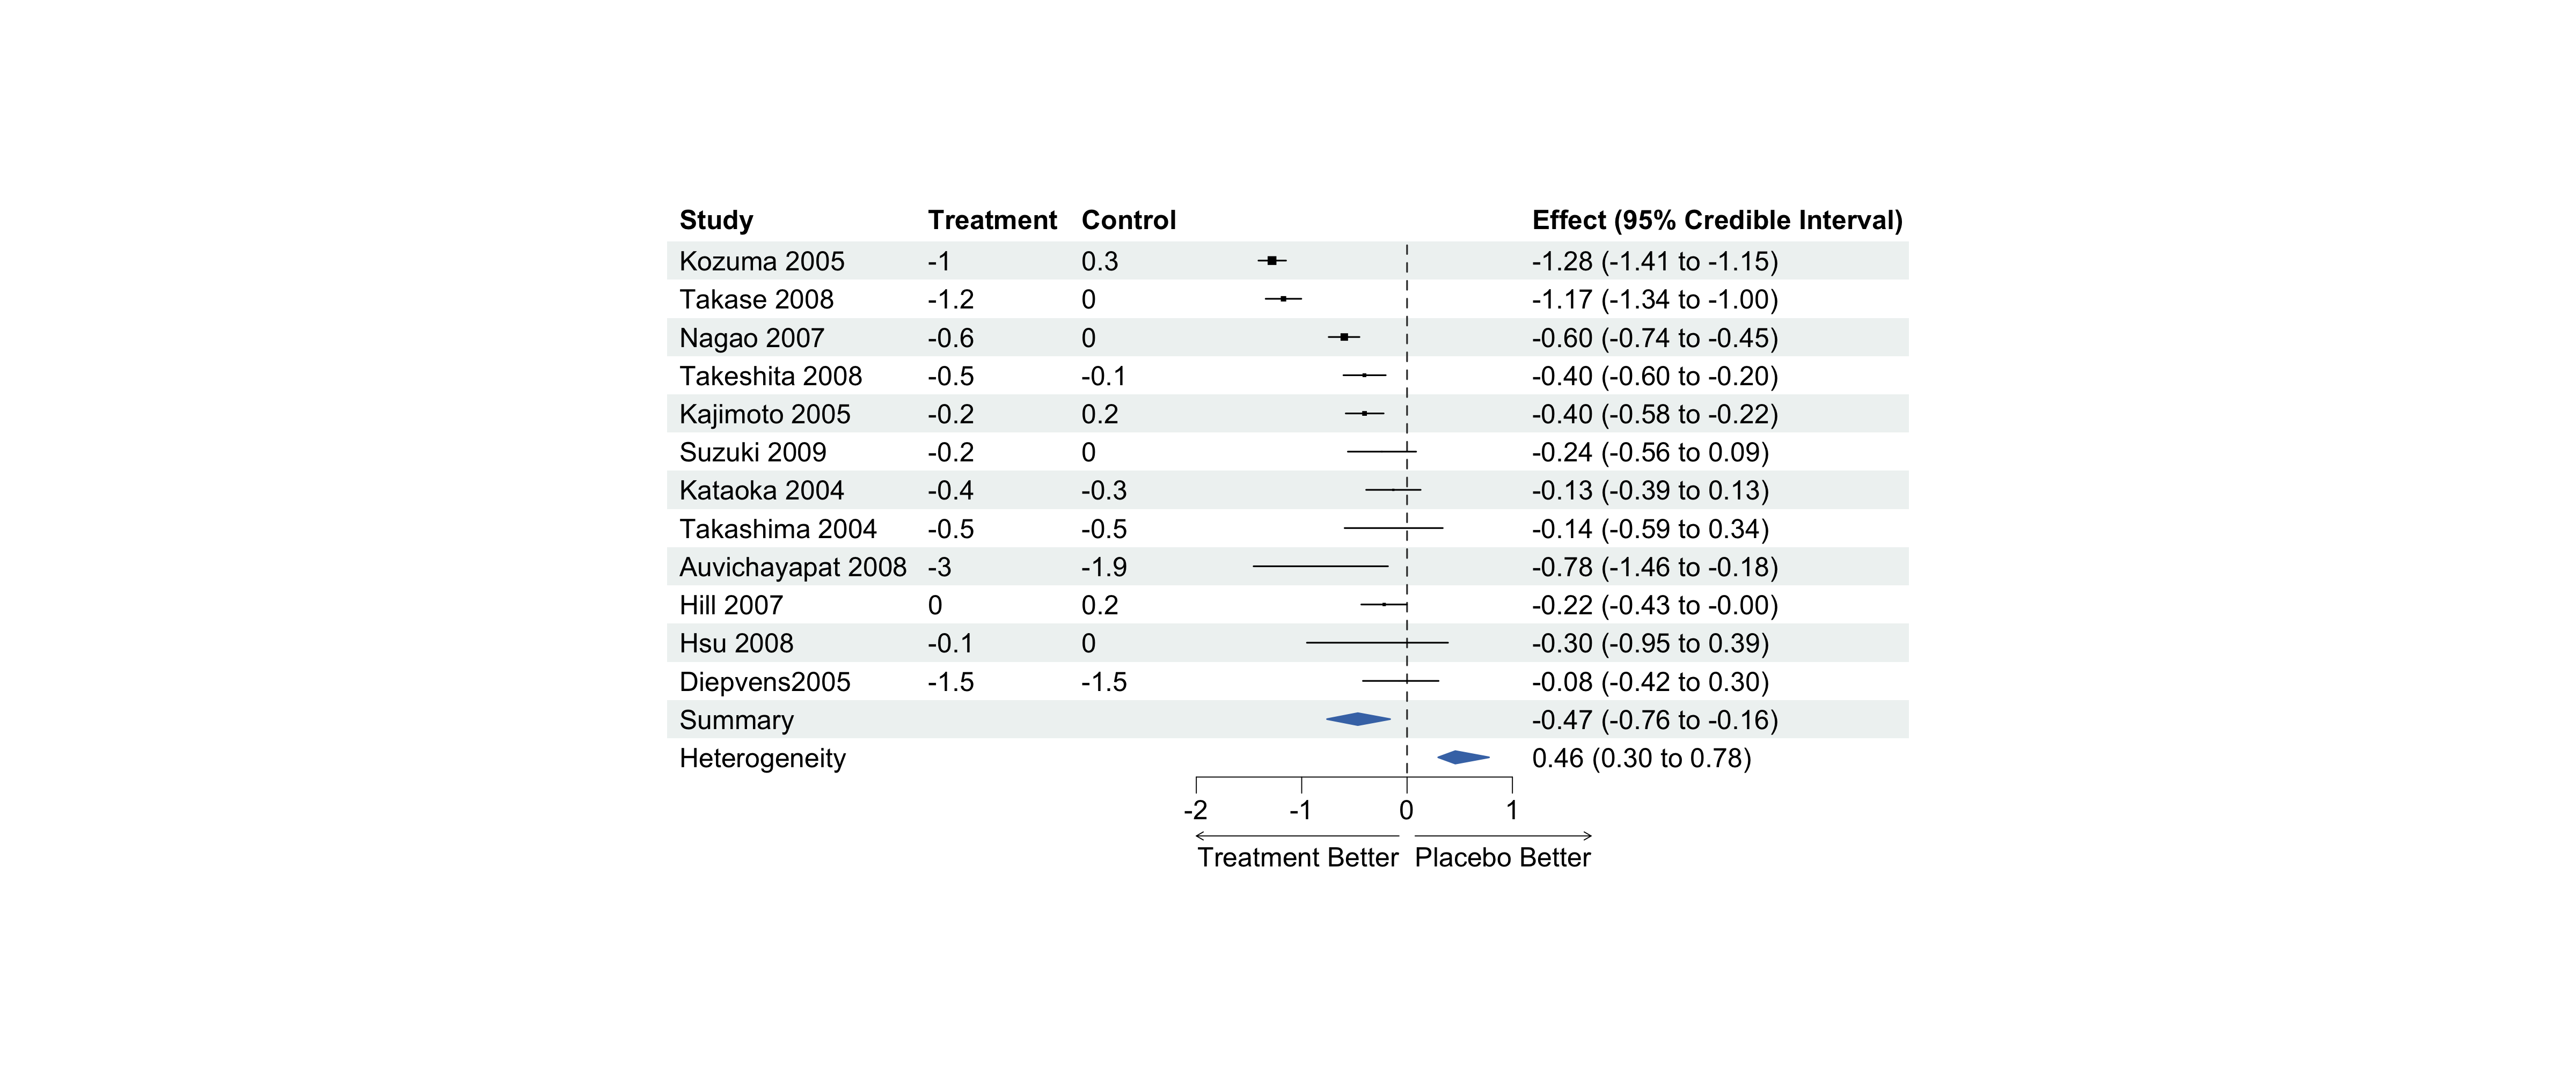 Study Treatment Control Effect (95% Credible Interval)
Kozuma 2005 -1 0.3 -1.28 (-1.41 to -1.15)
Takase 2008 -1.2 0 -1.17 (-1.34 to -1.00)
Nagao 2007 -0.6 0 -0.60 (-0.74 to -0.45)
Takeshita 2008 -0.5 -0.1 -0.40 (-0.60 to -0.20)
Kajimoto 2005 -0.2 0.2 -0.40 (-0.58 to -0.22)
Suzuki 2009 -0.2 0 -0.24 (-0.56 to 0.09)
Kataoka 2004 -0.4 -0.3 -0.13 (-0.39 to 0.13)
Takashima 2004 -0.5 -0.5 -0.14 (-0.59 to 0.34)
Auvichayapat 2008 -3 -1.9 -0.78 (-1.46 to -0.18)
Hill 2007 0 0.2 -0.22 (-0.43 to -0.00)
Hsu 2008 -0.1 0 -0.30 (-0.95 to 0.39)
Diepvens2005 -1.5 -1.5 -0.08 (-0.42 to 0.30)
Summary -0.47 (-0.76 to -0.16)
Heterogeneity 0.46 (0.30 to 0.78)
-2 -1 0 1
Treatment Better Placebo Better